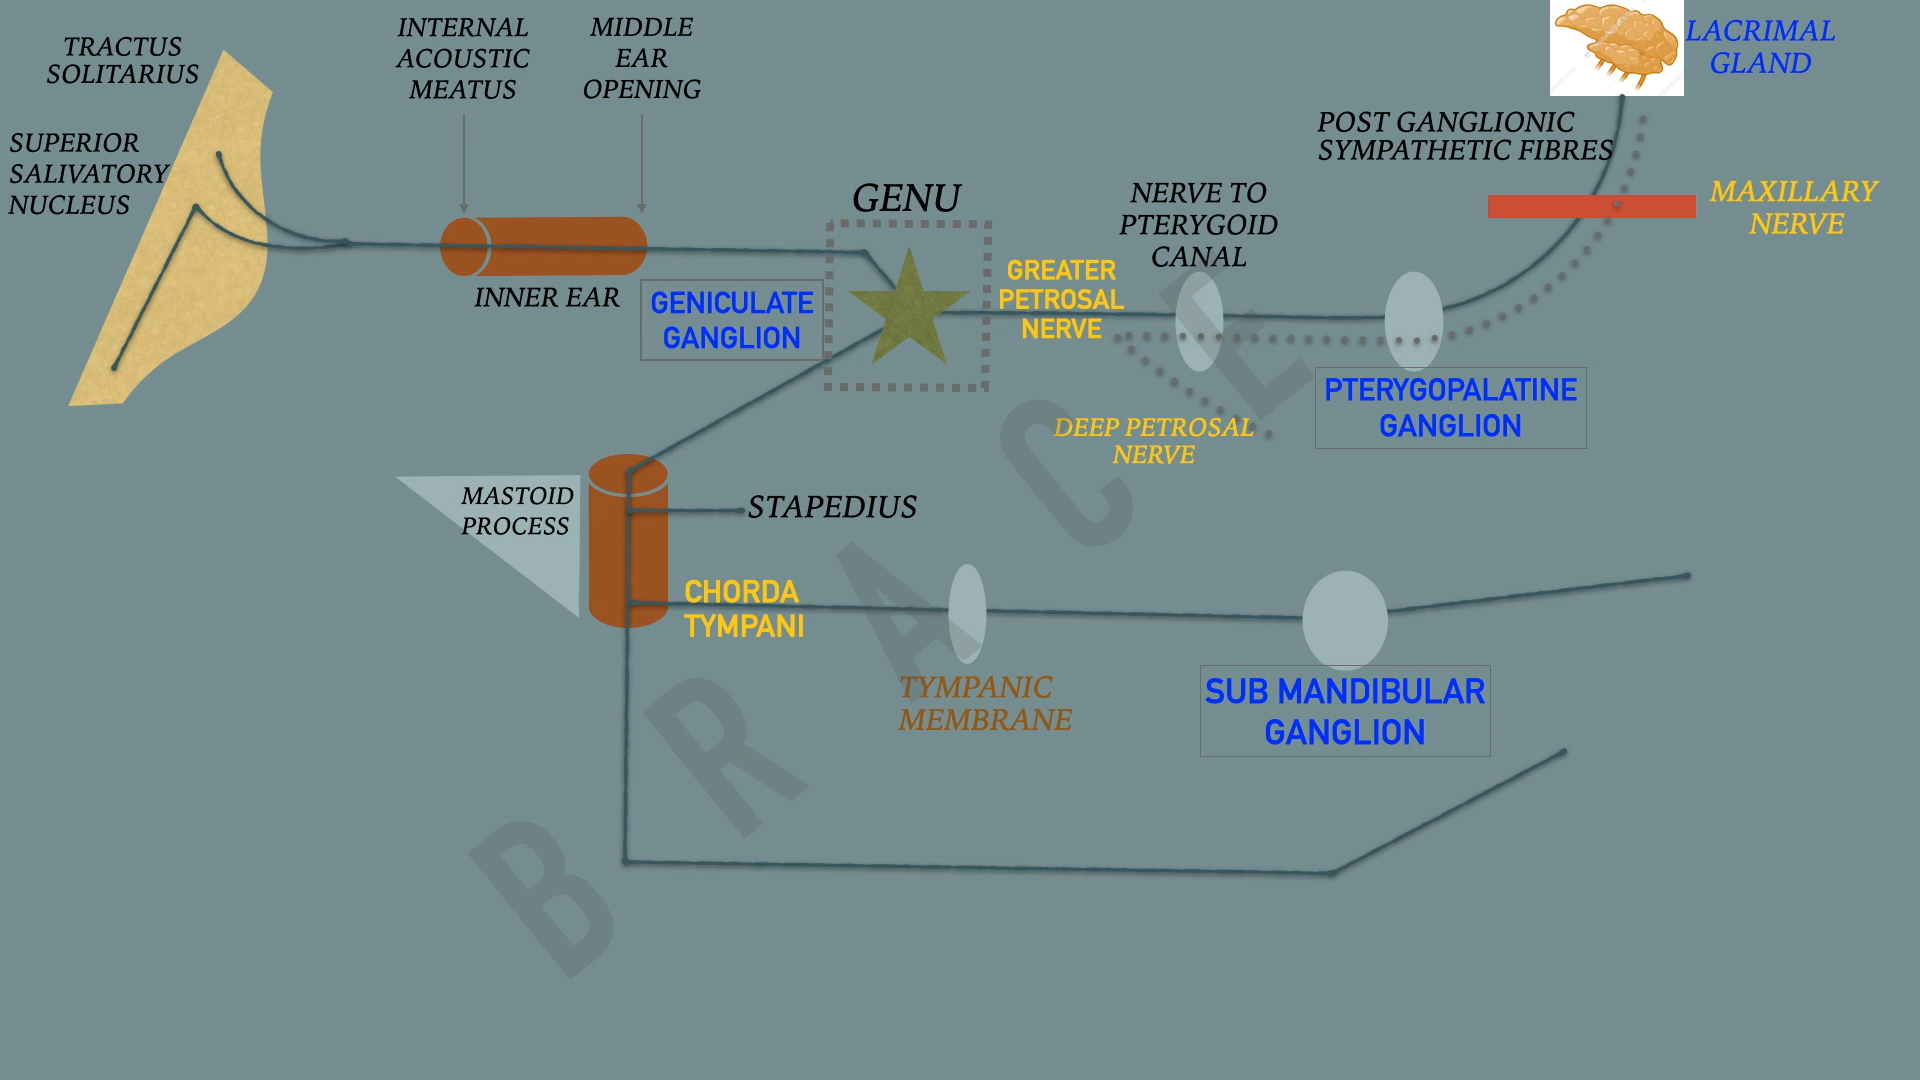 TRACTUS
SOLITARIUS
SUPERIOR
SALIVATORY
NUCLEUS
INTERNAL
ACOUSTIC
MEATUS
MIDDLE
EAR
OPENING
INNER EAR
GENICULATE
GANGLION
GENU
GREATER
PETROSAL
NERVE
NERVE TO
PTERYGOID
CANAL
POST GANGLIONIC
SYMPATHETIC FIBRES
LACRIMAL
GLAND
MAXILLARY
NERVE
PTERYGOPALATINE
GANGLION
DEEP PETROSAL
NERVE
MASTOID
PROCESS
STAPEDIUS
CHORDA
TYMPANI
TYMPANIC
MEMBRANE
SUB MANDIBULAR
GANGLION
BRACE